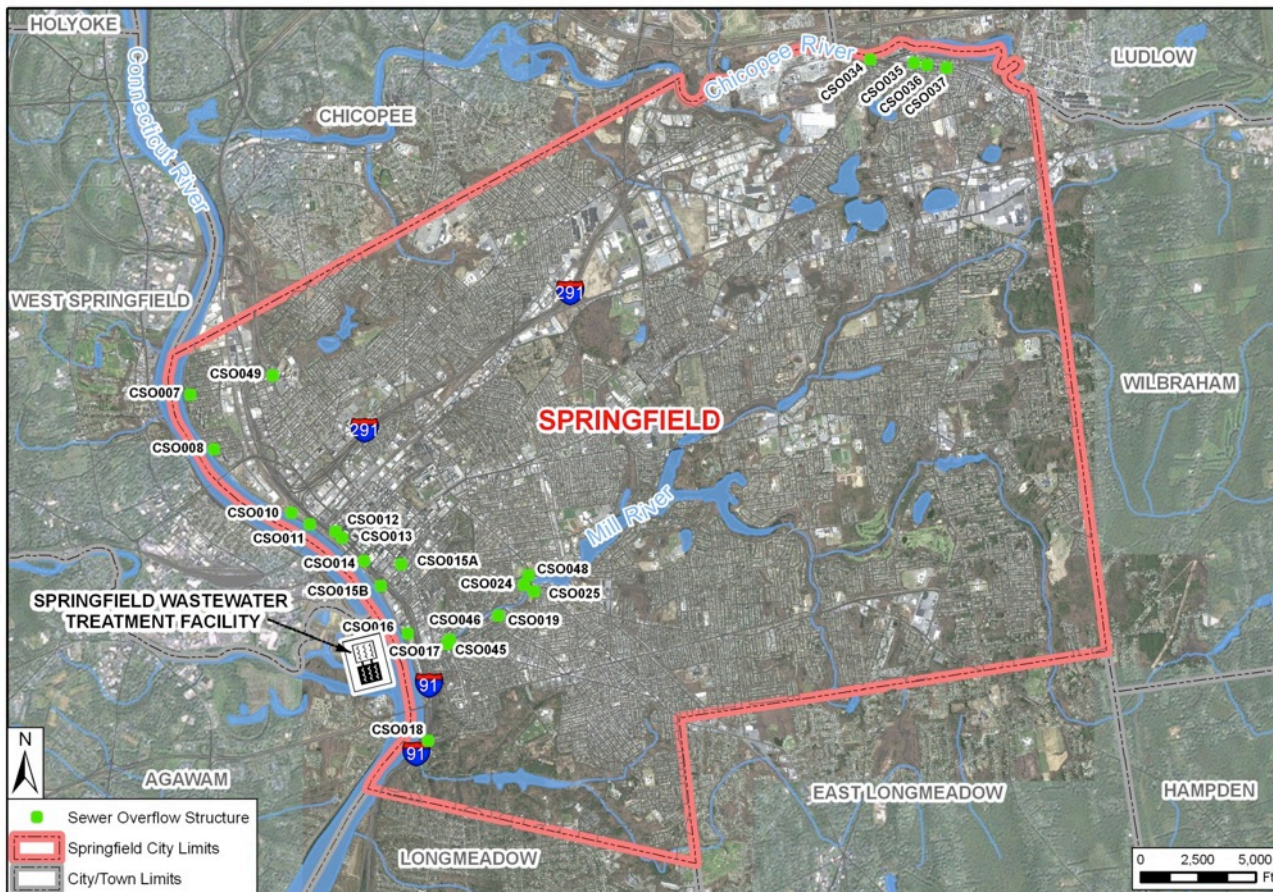 HOLYOKE
LUDLOW
Chicopee River
CSO034
CSO035
CSO036
CSO037
CHICOPEE
Connecticut River
291
WEST SPRINGFIELD
CSO049
CSO007
WILBRAHAM
SPRINGFIELD
291
CSO008
Mill River
CSO010
CSO012
CSO011
CSO013
CSO014
CSO015A
CSO048
CSO024
CSO015B
CSO025
SPRINGFIELD WASTEWATER
TREATMENT FACILITY
CSO046
CSO019
CSO016
CSO017
CSO045
91
CSO018
91
N
AGAWAM
EAST LONGMEADOW
HAMPDEN
LONGMEADOW
Sewer Overflow Structure
Springfield City Limits
City/Town Limits
0 2,500 5,000
Ft